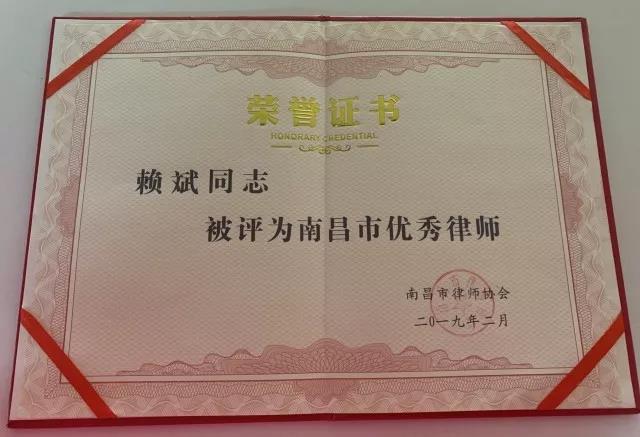 荣誉证书
HONORARY CREDENTIAL
赖斌同志
被评为南昌市优秀律师
南昌市律师协会
二〇一九年二月